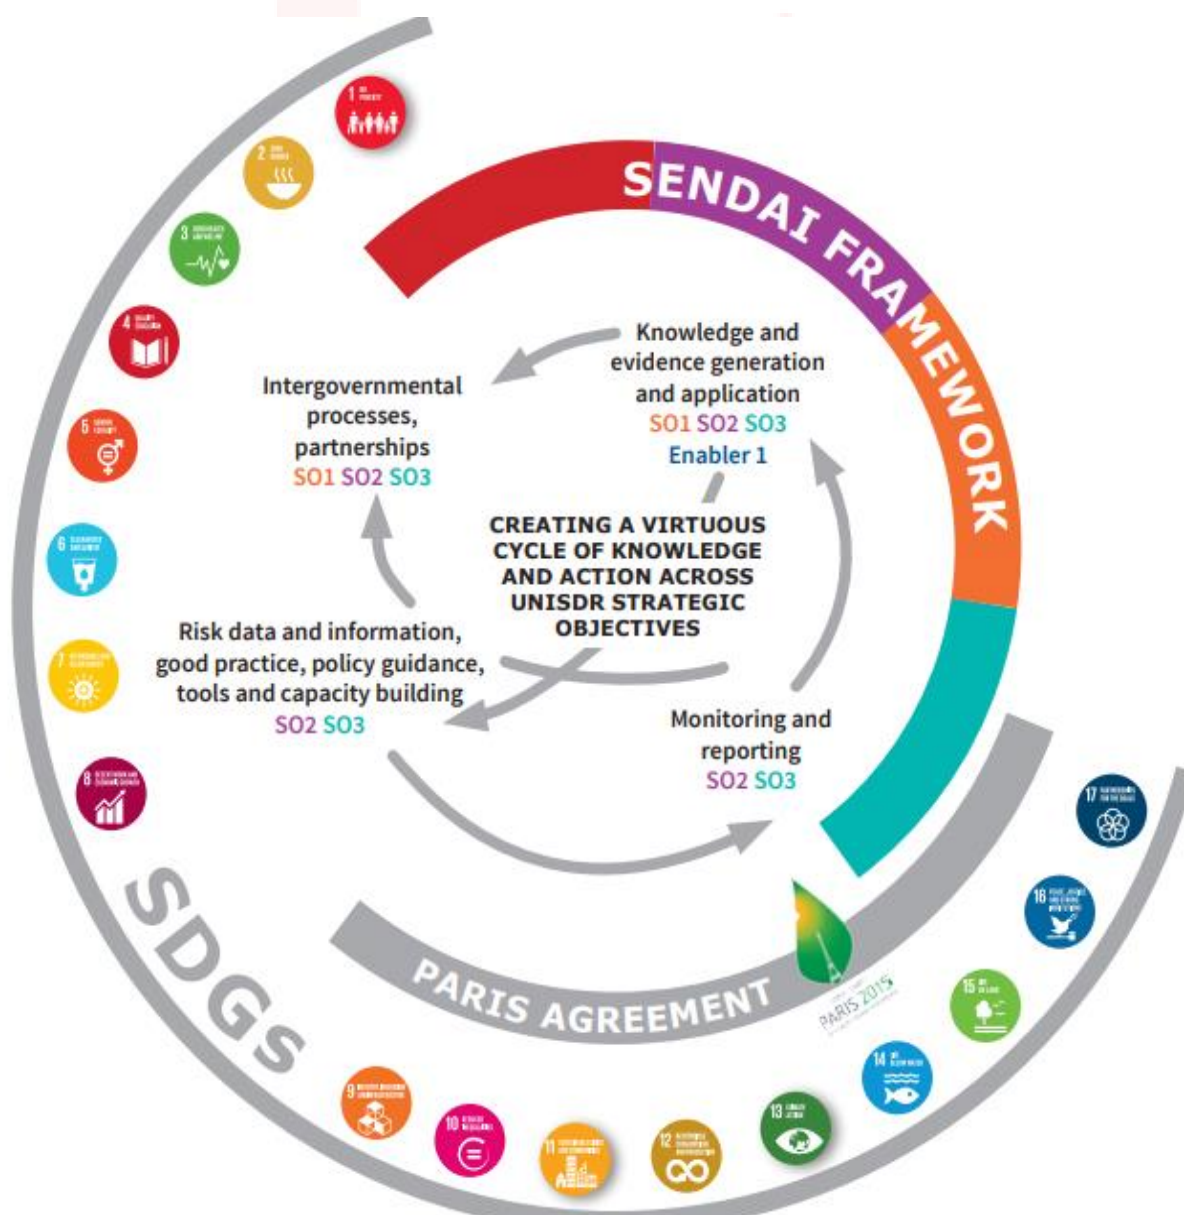 SENDAI FRAMEWORK
Knowledge and
evidence generation
and application
SO1 SO2 SO3
Enabler 1
Intergovernmental
processes,
partnerships
SO1 SO2 SO3
CREATING A VIRTUOUS
CYCLE OF KNOWLEDGE
AND ACTION ACROSS
UNISDR STRATEGIC
OBJECTIVES
Risk data and information,
good practice, policy guidance,
tools and capacity building
SO2 SO3
Monitoring and
reporting
SO2 SO3
PARIS AGREEMENT
PARIS 2015
SDGs
1
2
3
4
5
6
7
8
9
10
11
12
13
14
15
16
17